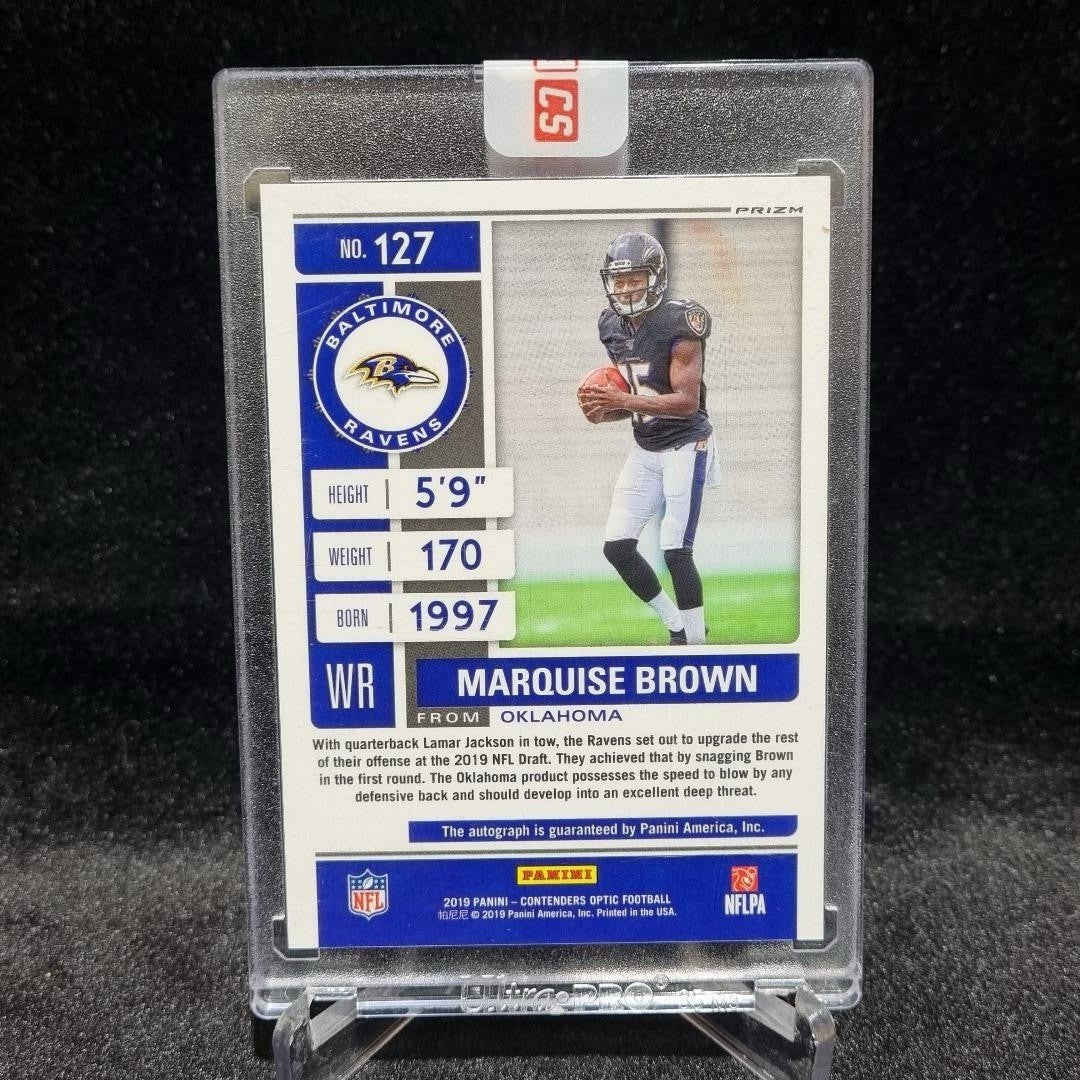 CS
PRIZM
NO. 127
BALTIMORE
RAVENS
B
15
HEIGHT | 5'9"
WEIGHT | 170
BORN | 1997
WR
MARQUISE BROWN
FROM OKLAHOMA
With quarterback Lamar Jackson in tow, the Ravens set out to upgrade the rest
of their offense at the 2019 NFL Draft. They achieved that by snagging Brown
in the first round. The Oklahoma product possesses the speed to blow by any
defensive back and should develop into an excellent deep threat.
The autograph is guaranteed by Panini America, Inc.
NFL
PANINI
2019 PANINI – CONTENDERS OPTIC FOOTBALL
帕尼尼 © 2019 Panini America, Inc. Printed in the USA.
NFLPA
Ultra•PRO®